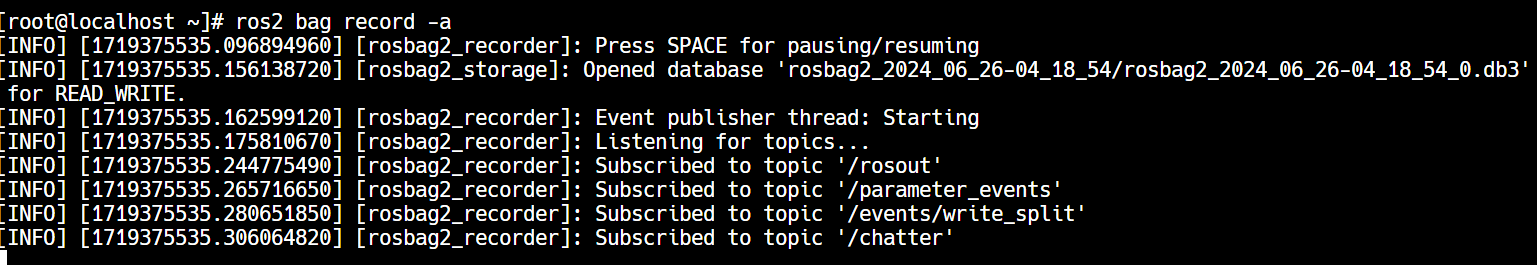 [root@localhost ~]# ros2 bag record -a
[INFO] [1719375535.096894960] [rosbag2_recorder]: Press SPACE for pausing/resuming
[INFO] [1719375535.156138720] [rosbag2_storage]: Opened database 'rosbag2_2024_06_26-04_18_54/rosbag2_2024_06_26-04_18_54_0.db3'
for READ_WRITE.
[INFO] [1719375535.162599120] [rosbag2_recorder]: Event publisher thread: Starting
[INFO] [1719375535.175810670] [rosbag2_recorder]: Listening for topics...
[INFO] [1719375535.244775490] [rosbag2_recorder]: Subscribed to topic '/rosout'
[INFO] [1719375535.265716650] [rosbag2_recorder]: Subscribed to topic '/parameter_events'
[INFO] [1719375535.280651850] [rosbag2_recorder]: Subscribed to topic '/events/write_split'
[INFO] [1719375535.306064820] [rosbag2_recorder]: Subscribed to topic '/chatter'